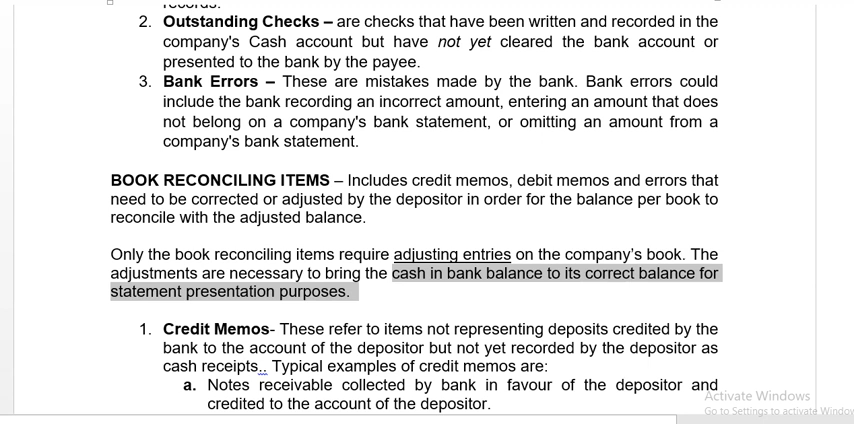 2. Outstanding Checks – are checks that have been written and recorded in the
company's Cash account but have not yet cleared the bank account or
presented to the bank by the payee.
3. Bank Errors – These are mistakes made by the bank. Bank errors could
include the bank recording an incorrect amount, entering an amount that does
not belong on a company's bank statement, or omitting an amount from a
company's bank statement.
BOOK RECONCILING ITEMS – Includes credit memos, debit memos and errors that
need to be corrected or adjusted by the depositor in order for the balance per book to
reconcile with the adjusted balance.
Only the book reconciling items require adjusting entries on the company’s book. The
adjustments are necessary to bring the cash in bank balance to its correct balance for
statement presentation purposes.
1. Credit Memos- These refer to items not representing deposits credited by the
bank to the account of the depositor but not yet recorded by the depositor as
cash receipts.. Typical examples of credit memos are:
a. Notes receivable collected by bank in favour of the depositor and
credited to the account of the depositor.
Activate Windows
Go to Settings to activate Window